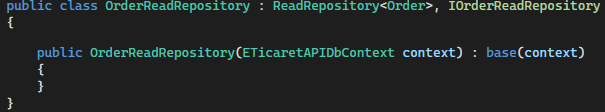 public class OrderReadRepository : ReadRepository<Order>, IOrderReadRepository
{
public OrderReadRepository(ETicaretAPIDbContext context) : base(context)
{
}
}